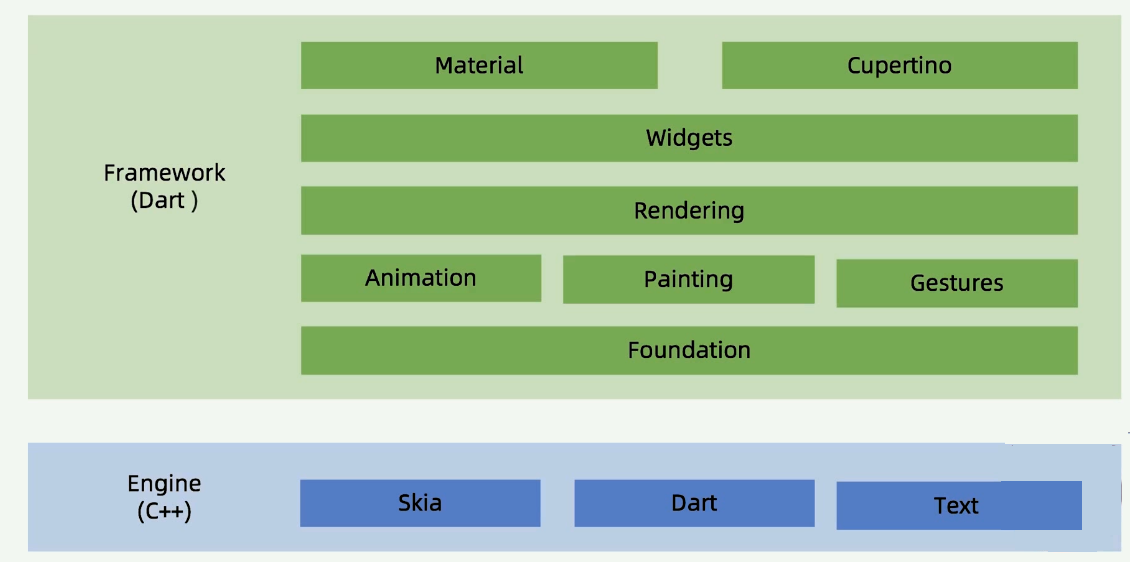 Material
Cupertino
Widgets
Framework
(Dart )
Rendering
Animation
Painting
Gestures
Foundation
Engine
(C++)
Skia
Dart
Text